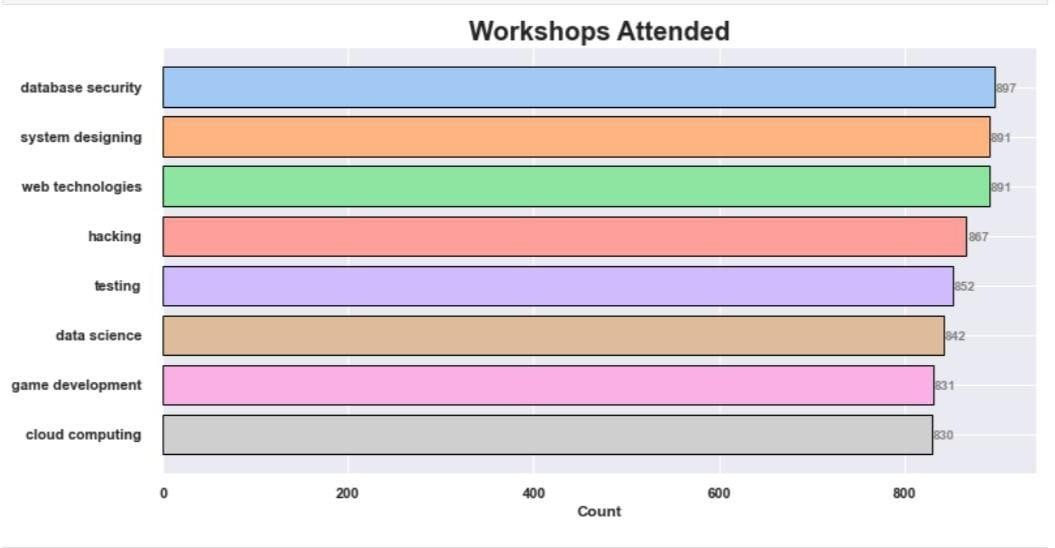 Workshops Attended
database security 897
system designing 891
web technologies 891
hacking 867
testing 852
data science 842
game development 831
cloud computing 830
0 200 400 600 800
Count